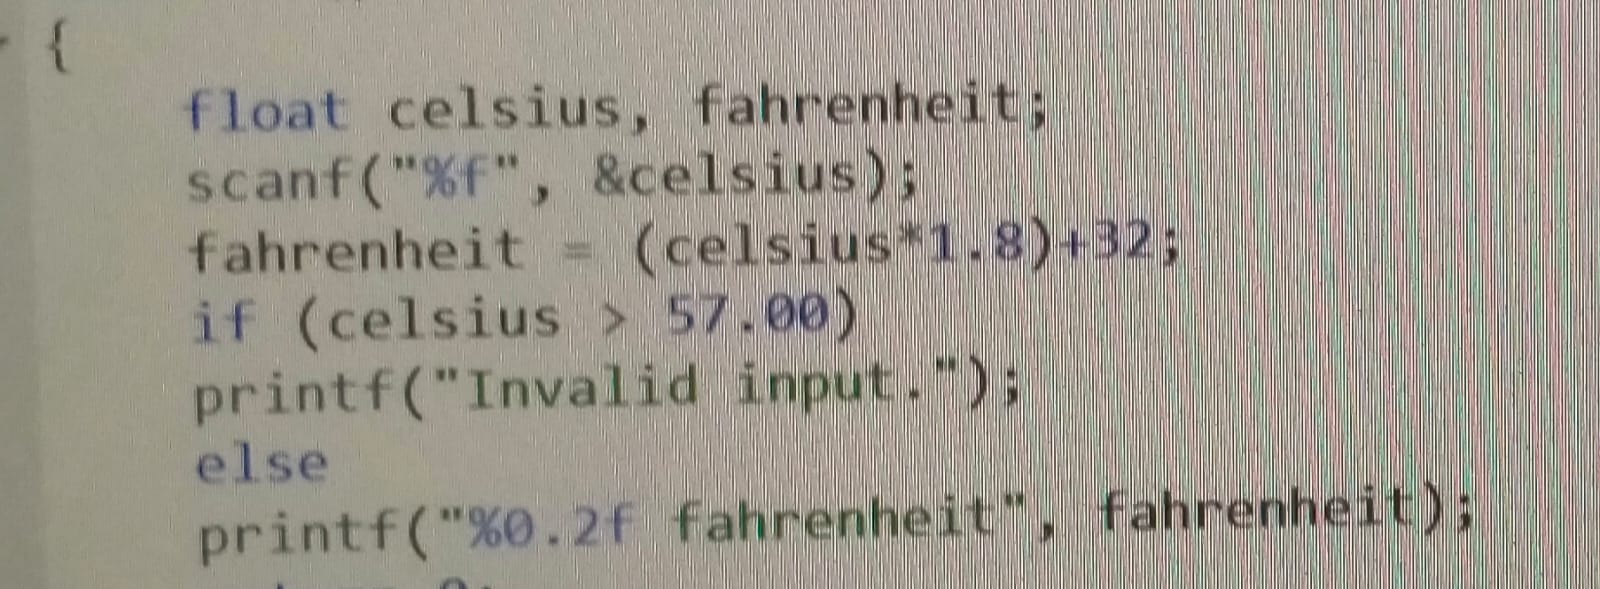 {
float celsius, fahrenheit;
scanf("%f", &celsius);
fahrenheit = (celsius*1.8)+32;
if (celsius > 57.00)
printf("Invalid input.");
else
printf("%0.2f fahrenheit", fahrenheit);